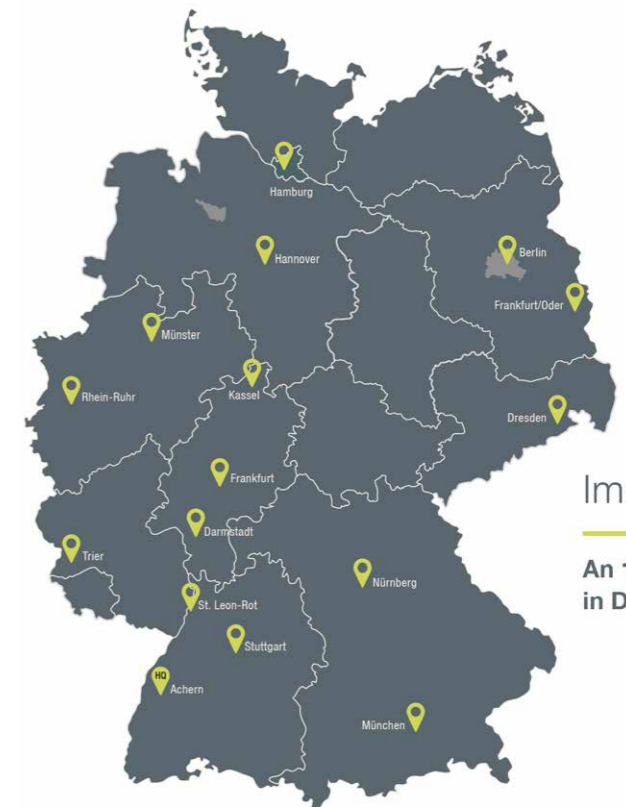 Hamburg
Hannover
Berlin
Frankfurt/Oder
Münster
Kassel
Rhein-Ruhr
Dresden
Frankfurt
Im
Darmstadt
Trier
An
Nürnberg
in D
St. Leon-Rot
Stuttgart
HQ
Achern
München